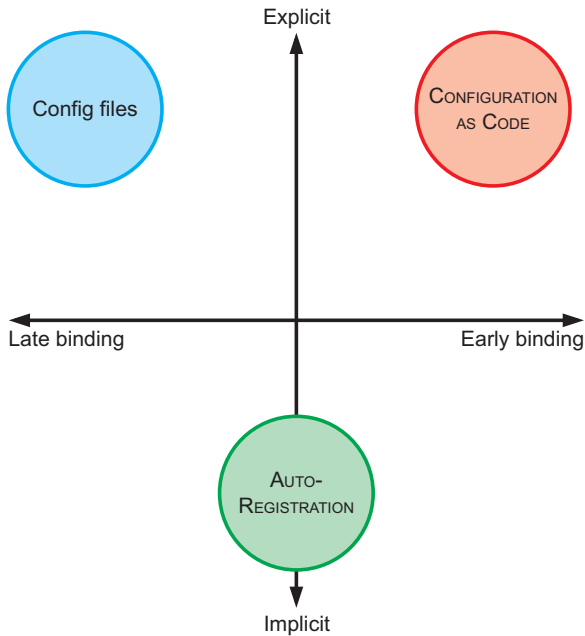 Explicit
Config files
CONFIGURATION
AS CODE
Late binding
Early binding
AUTO-
REGISTRATION
Implicit